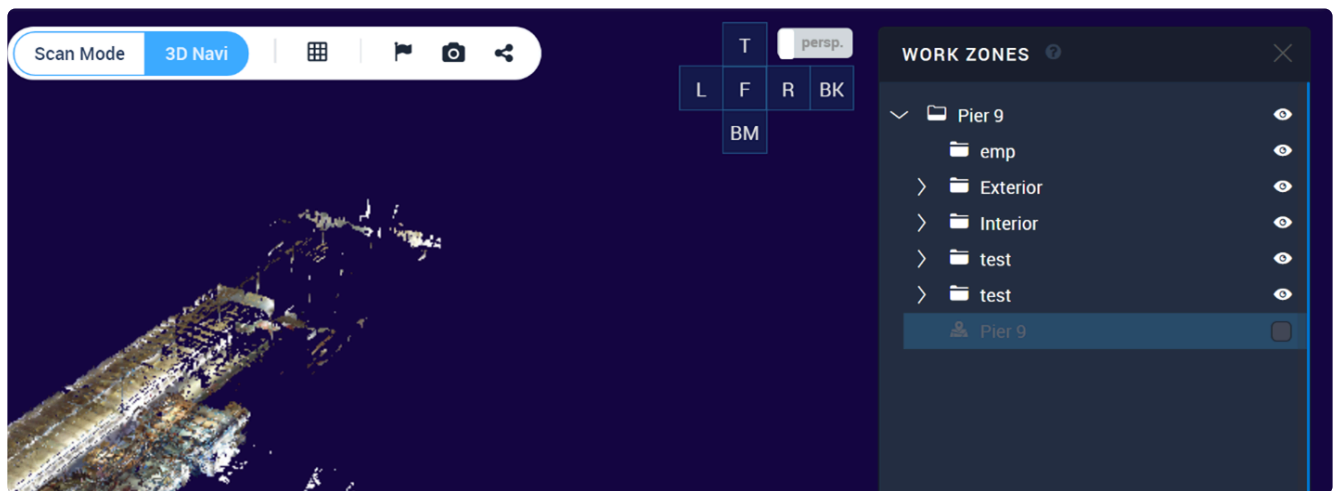 Scan Mode 3D Navi
T persp.
L F R BK
BM
WORK ZONES ?
Pier 9
emp
Exterior
Interior
test
test
Pier 9